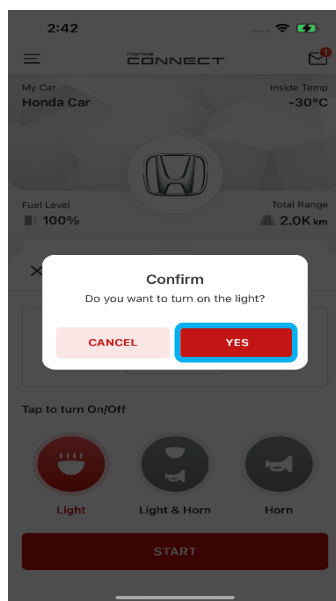 2:42
HONDA
CONNECT
1
My Car
Inside Temp
Honda Car
-30°C
Fuel Level
Total Range
100%
2.0K km
Confirm
Do you want to turn on the light?
CANCEL
YES
Tap to turn On/Off
Light
Light & Horn
Horn
START